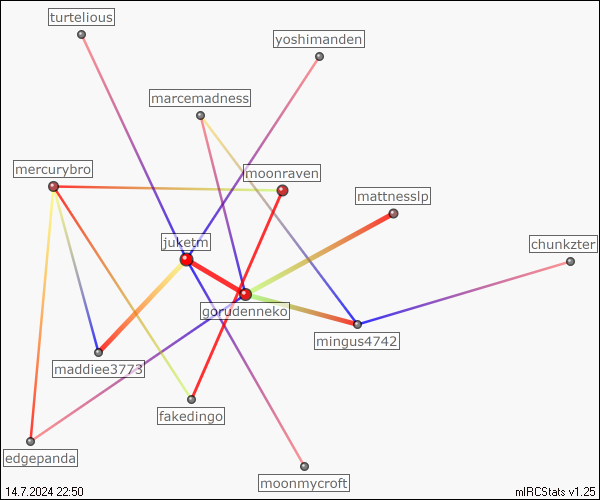 turtelious
yoshimanden
marcemadness
mercurybro
moonraven
mattnesslp
juketm
chunkzter
gorudenneko
mingus4742
maddiee3773
fakedingo
edgepanda
moonmycroft
14.7.2024 22:50
mIRCStats v1.25